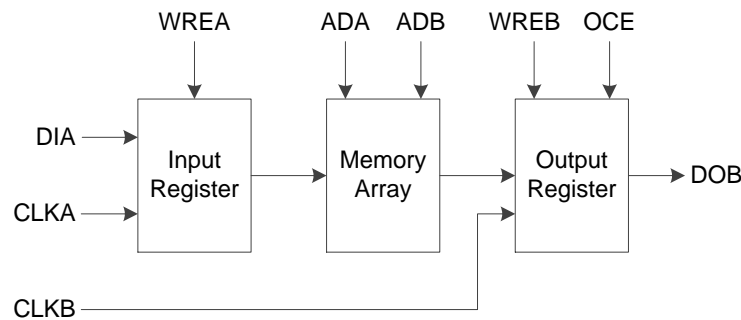 WREA
ADA
ADB
WREB
OCE
DIA
Input
Register
Memory
Array
Output
Register
DOB
CLKA
CLKB